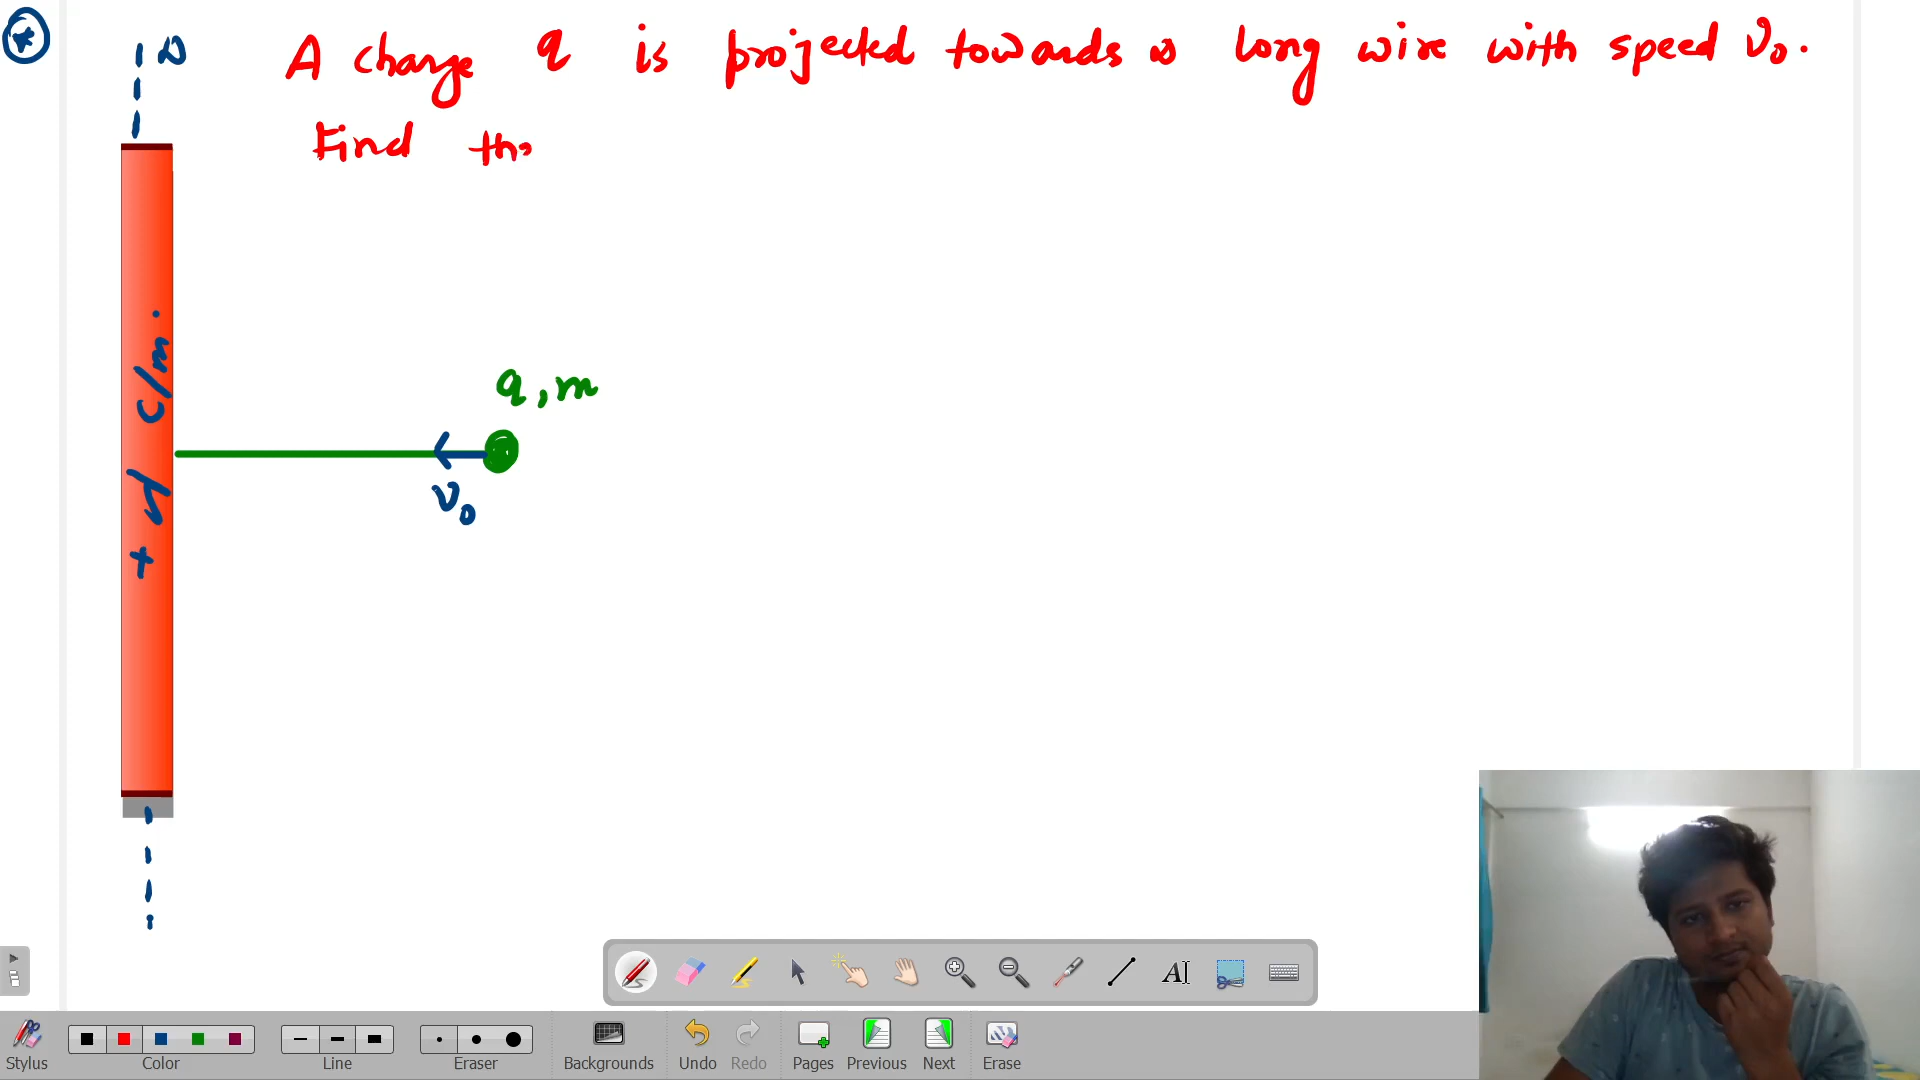 A charge q is projected towards a long wire with speed v₀.
Find the
+ λ C/m.
q, m
v₀
∞
Stylus
Color
Line
Eraser
Backgrounds
Undo
Redo
Pages
Previous
Next
Erase